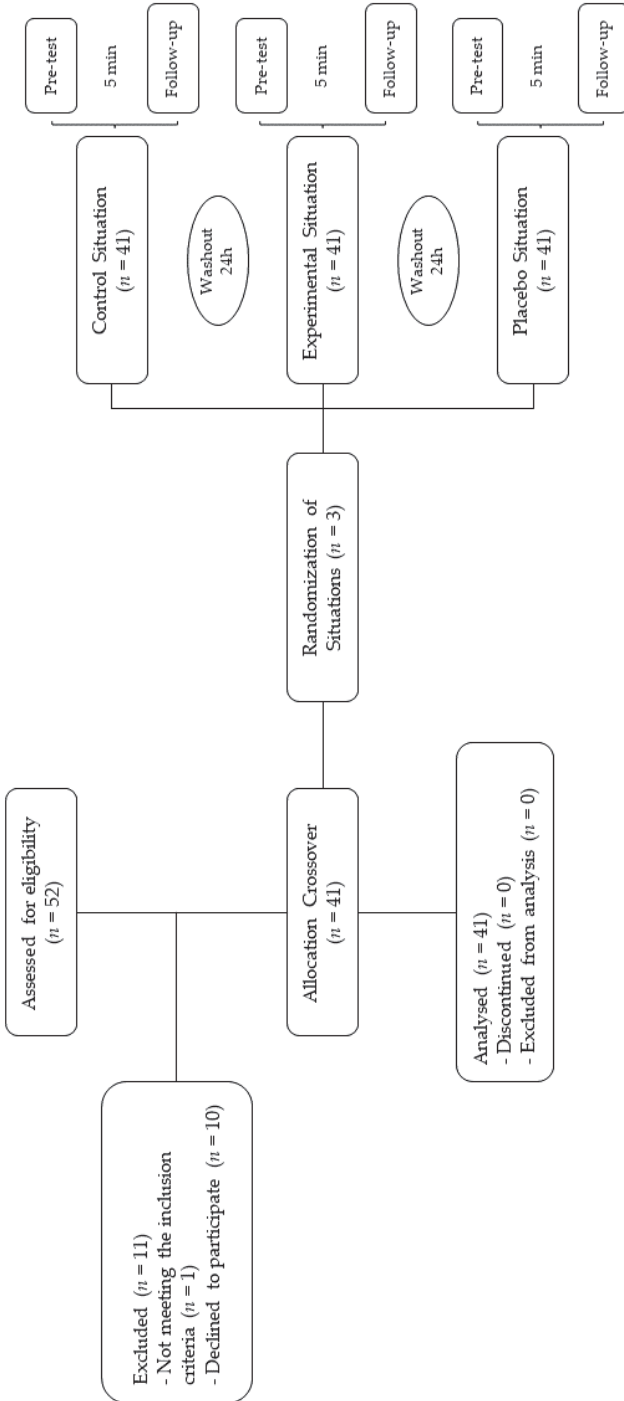 Assessed for eligibility
(n = 52)
Excluded (n = 11)
- Not meeting the inclusion
criteria (n = 1)
- Declined to participate (n = 10)
Allocation Crossover
(n = 41)
Analysed (n = 41)
- Discontinued (n = 0)
- Excluded from analysis (n = 0)
Randomization of
Situations (n = 3)
Control Situation
(n = 41)
Pre-test
5 min
Follow-up
Washout
24h
Experimental Situation
(n = 41)
Pre-test
5 min
Follow-up
Washout
24h
Placebo Situation
(n = 41)
Pre-test
5 min
Follow-up